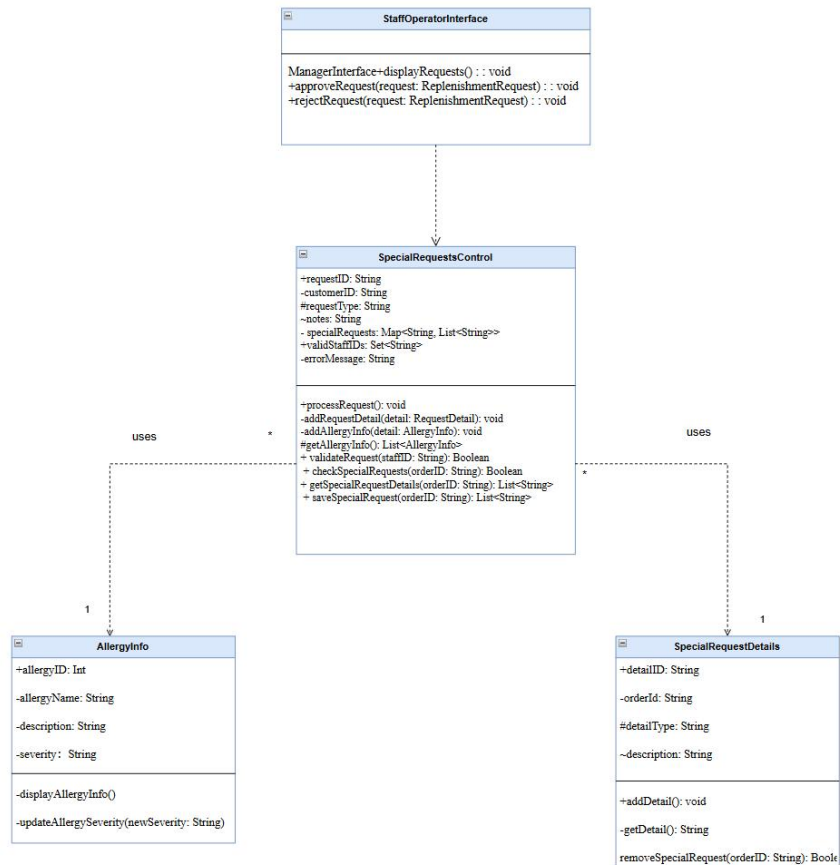 StaffOperatorInterface
ManagerInterface+displayRequests() : : void
+approveRequest(request: ReplenishmentRequest) : : void
+rejectRequest(request: ReplenishmentRequest) : : void
SpecialRequestsControl
+requestID: String
-customerID: String
#requestType: String
~notes: String
- specialRequests: Map<String, List<String>>
+validStaffIDs: Set<String>
-errorMessage: String
+processRequest(): void
-addRequestDetail(detail: RequestDetail): void
-addAllergyInfo(detail: AllergyInfo): void
#getAllergyInfo(): List<AllergyInfo>
+ validateRequest(staffID: String): Boolean
+ checkSpecialRequests(orderID: String): Boolean
+ getSpecialRequestDetails(orderID: String): List<String>
+ saveSpecialRequest(orderID: String): List<String>
uses
*
uses
*
1
1
AllergyInfo
+allergyID: Int
-allergyName: String
-description: String
-severity: String
-displayAllergyInfo()
-updateAllergySeverity(newSeverity: String)
SpecialRequestDetails
+detailID: String
-orderId: String
#detailType: String
~description: String
+addDetail(): void
-getDetail(): String
removeSpecialRequest(orderID: String): Boole